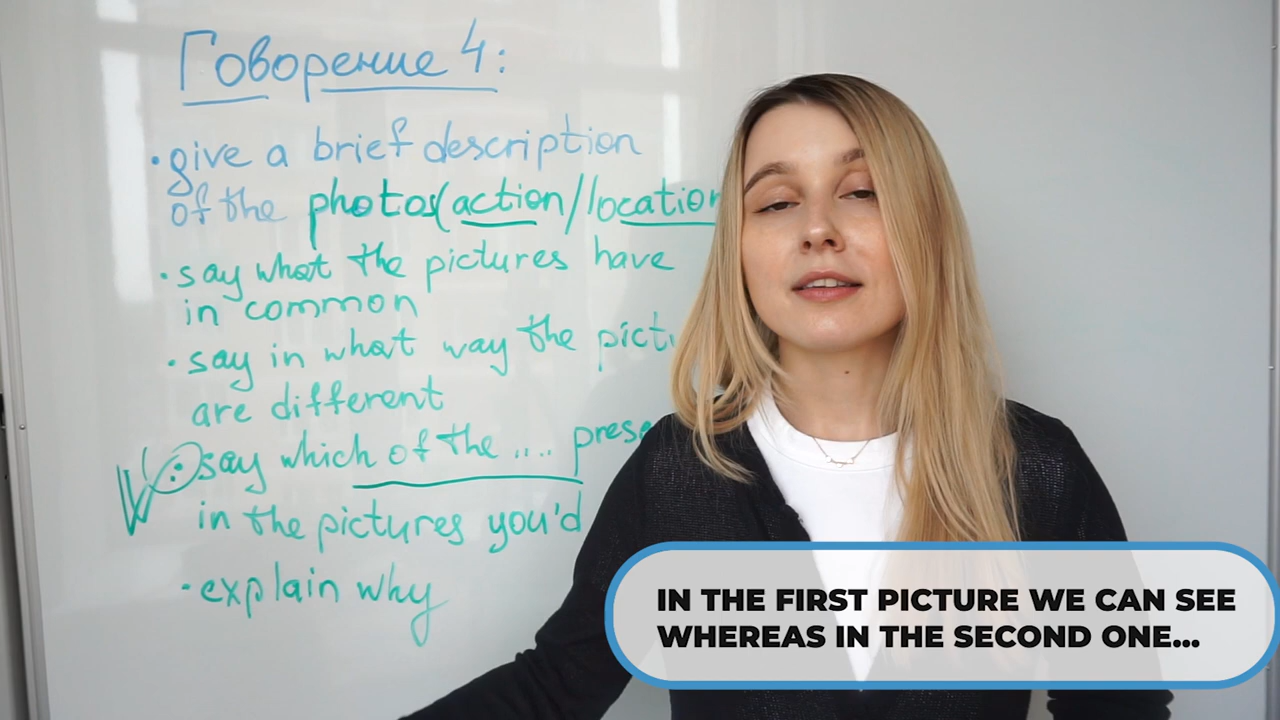 Говорение 4:
• give a brief description
of the photos (action/location
• say what the pictures have
in common
• say in what way the
are different
• say which of the ....
in the pictures you'd
• explain why
IN THE FIRST PICTURE WE CAN SEE
WHEREAS IN THE SECOND ONE...